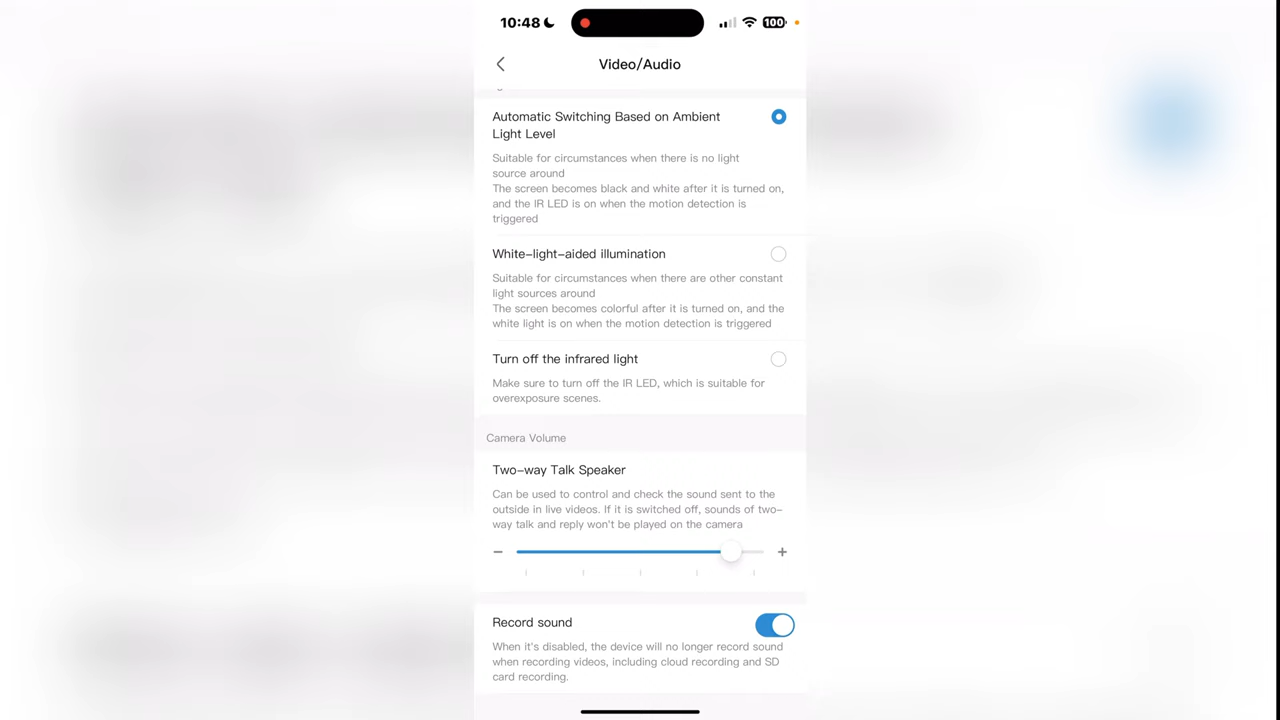 10:48
100
Video/Audio
Automatic Switching Based on Ambient
Light Level
Suitable for circumstances when there is no light
source around
The screen becomes black and white after it is turned on,
and the IR LED is on when the motion detection is
triggered
White-light-aided illumination
Suitable for circumstances when there are other constant
light sources around
The screen becomes colorful after it is turned on, and the
white light is on when the motion detection is triggered
Turn off the infrared light
Make sure to turn off the IR LED, which is suitable for
overexposure scenes.
Camera Volume
Two-way Talk Speaker
Can be used to control and check the sound sent to the
outside in live videos. If it is switched off, sounds of two-
way talk and reply won't be played on the camera
Record sound
When it's disabled, the device will no longer record sound
when recording videos, including cloud recording and SD
card recording.